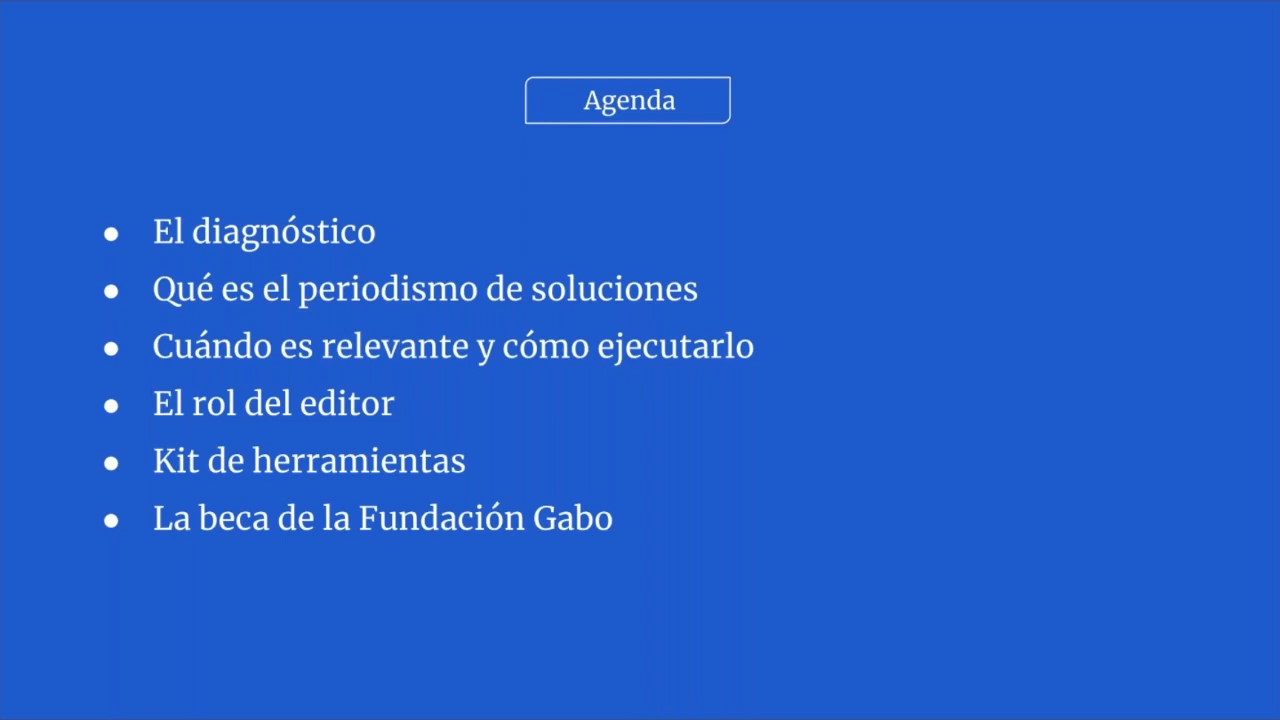 Agenda
● El diagnóstico
● Qué es el periodismo de soluciones
● Cuándo es relevante y cómo ejecutarlo
● El rol del editor
● Kit de herramientas
● La beca de la Fundación Gabo